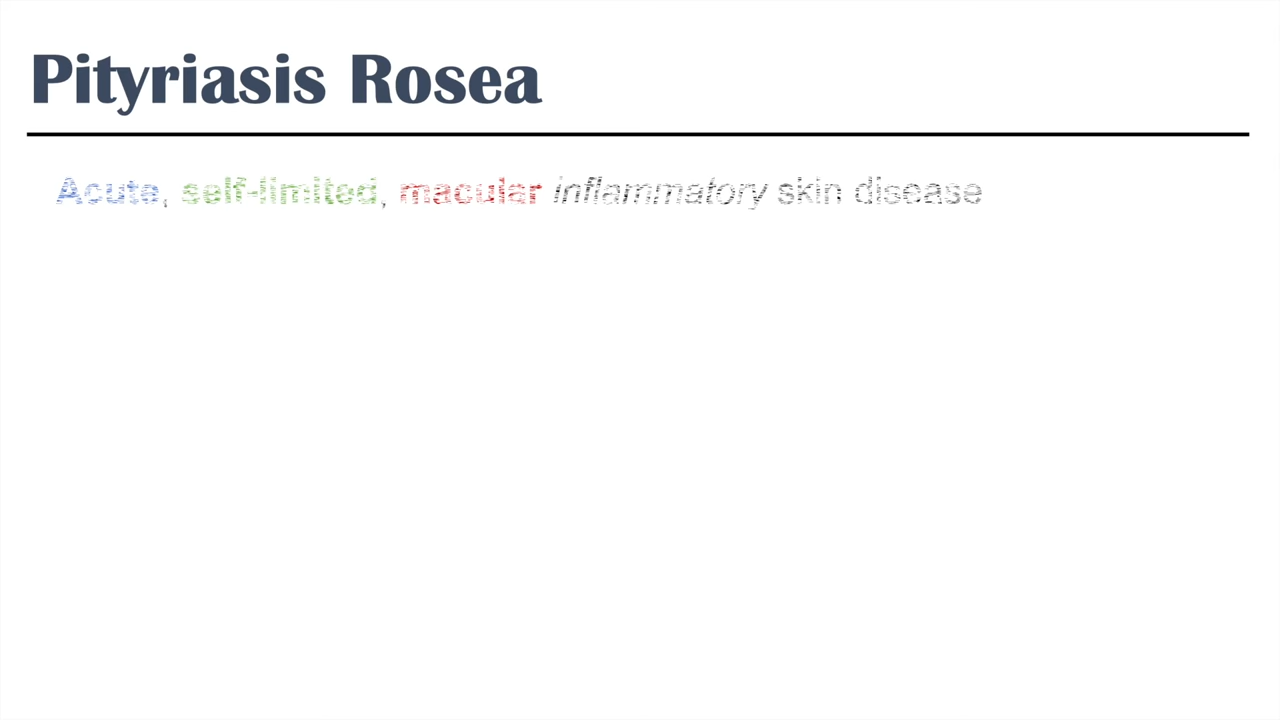 Pityriasis Rosea
Acute, self-limited, macular inflammatory skin disease